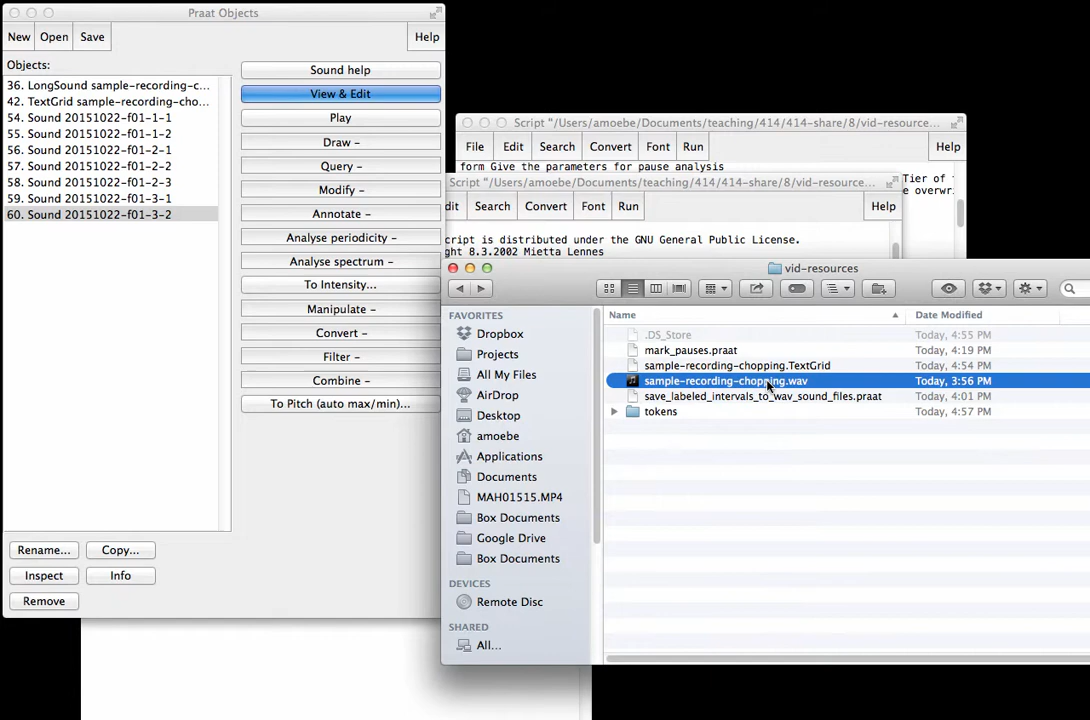 Praat Objects
New Open Save Help
Objects:
36. LongSound sample-recording-c...
42. TextGrid sample-recording-cho...
54. Sound 20151022-f01-1-1
55. Sound 20151022-f01-1-2
56. Sound 20151022-f01-2-1
57. Sound 20151022-f01-2-2
58. Sound 20151022-f01-2-3
59. Sound 20151022-f01-3-1
60. Sound 20151022-f01-3-2
Sound help
View & Edit
Play
Draw -
Query -
Modify -
Annotate -
Analyse periodicity -
Analyse spectrum -
To Intensity...
Manipulate -
Convert -
Filter -
Combine -
To Pitch (auto max/min)...
Rename... Copy...
Inspect Info
Remove
Script "/Users/amoebe/Documents/teaching/414/414-share/8/vid-resource...
File Edit Search Convert Font Run Help
form Give the parameters for pause analysis
Tier of
e overwri
Script "/Users/amoebe/Documents/teaching/414/414-share/8/vid-resource...
dit Search Convert Font Run Help
cript is distributed under the GNU General Public License.
ght 8.3.2002 Mietta Lennes
vid-resources
FAVORITES
Dropbox
Projects
All My Files
AirDrop
Desktop
amoebe
Applications
Documents
MAH01515.MP4
Box Documents
Google Drive
Box Documents
DEVICES
Remote Disc
SHARED
All...
Name Date Modified
.DS_Store Today, 4:55 PM
mark_pauses.praat Today, 4:19 PM
sample-recording-chopping.TextGrid Today, 4:55 PM
sample-recording-chopping.wav Today, 3:56 PM
save_labeled_intervals_to_wav_sound_files.praat Today, 4:01 PM
tokens Today, 4:57 PM